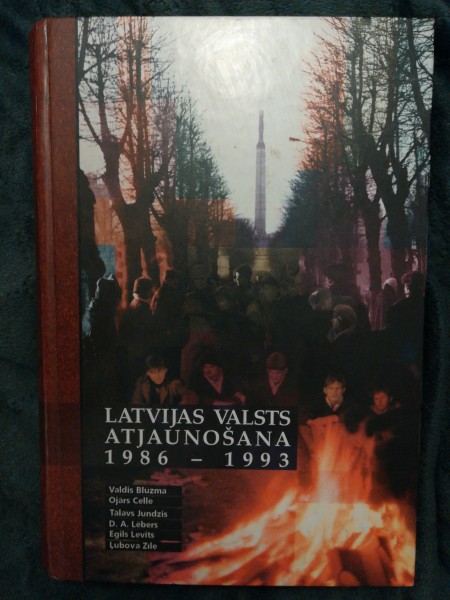 LATVIJAS VALSTS
ATJAUNOŠANA
1986 – 1993
Valdis Blūzma
Ojārs Celle
Tālavs Jundzis
D. A. Lēbers
Egils Levits
Ļubova Zīle